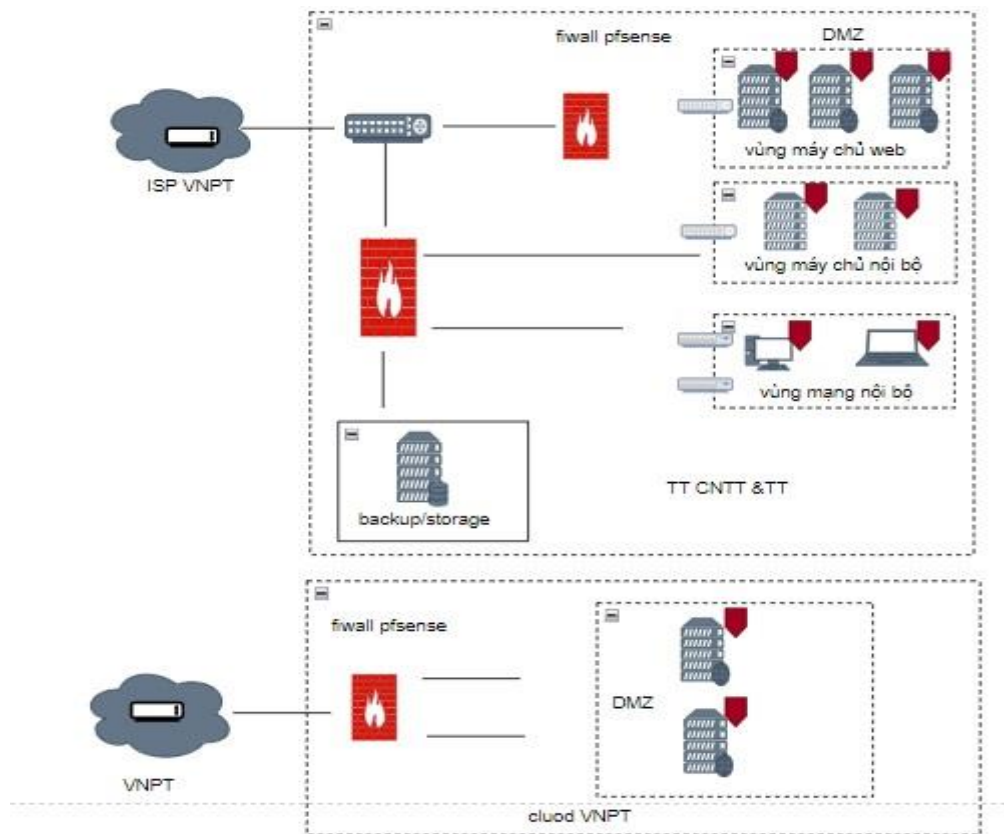 fiwall pfsense
DMZ
vùng máy chủ web
ISP VNPT
vùng máy chủ nội bộ
vùng mạng nội bộ
TT CNTT &TT
backup/storage
fiwall pfsense
DMZ
VNPT
cluod VNPT